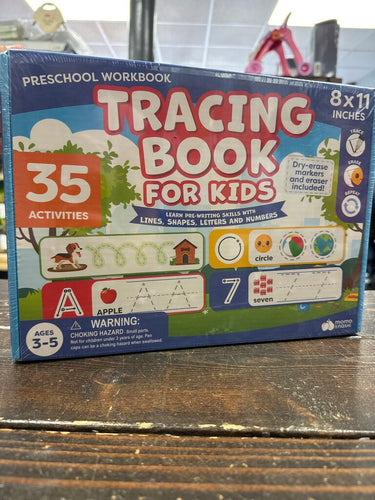 PRESCHOOL WORKBOOK
8x11
INCHES
TRACING
BOOK
FOR KIDS
TRACE
ERASE
REPEAT
35
ACTIVITIES
Dry-erase
markers
and eraser
included!
LEARN PRE-WRITING SKILLS WITH
LINES, SHAPES, LETTERS AND NUMBERS
circle
A
APPLE
A A
7
seven
AGES
3-5
WARNING:
CHOKING HAZARD Small parts.
Not for children under 3 years of age. Pen
caps can be a choking hazard when swallowed.